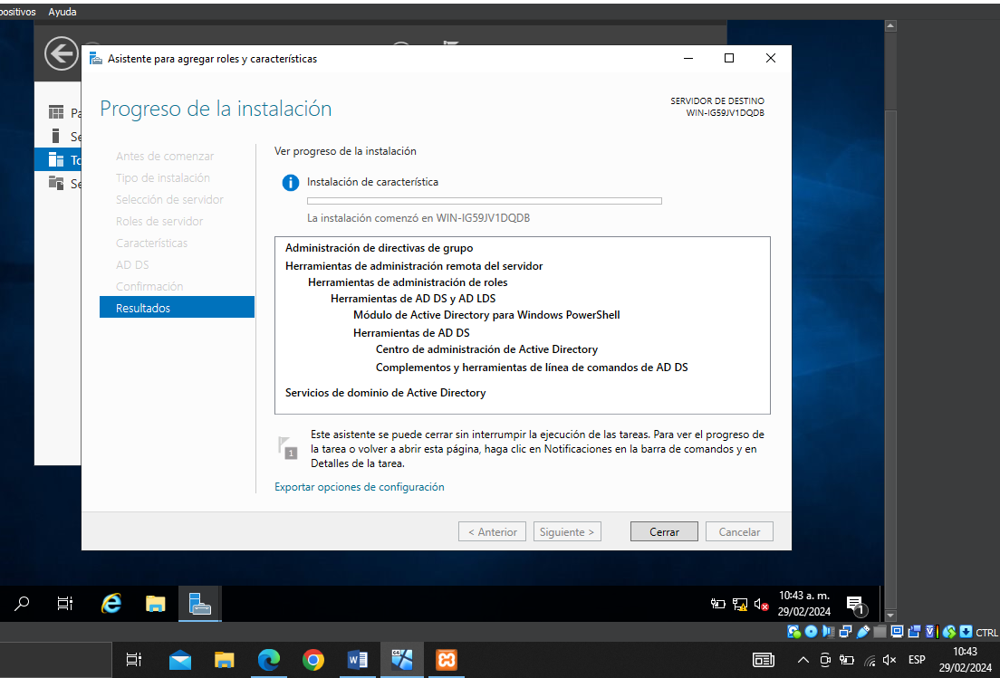 positivos Ayuda
Asistente para agregar roles y características
Progreso de la instalación
SERVIDOR DE DESTINO
WIN-IG59JV1DQDB
Pa
Se
To
Se
Antes de comenzar
Tipo de instalación
Selección de servidor
Roles de servidor
Características
AD DS
Confirmación
Resultados
Ver progreso de la instalación
Instalación de característica
La instalación comenzó en WIN-IG59JV1DQDB
Administración de directivas de grupo
Herramientas de administración remota del servidor
Herramientas de administración de roles
Herramientas de AD DS y AD LDS
Módulo de Active Directory para Windows PowerShell
Herramientas de AD DS
Centro de administración de Active Directory
Complementos y herramientas de línea de comandos de AD DS
Servicios de dominio de Active Directory
1
Este asistente se puede cerrar sin interrumpir la ejecución de las tareas. Para ver el progreso de
la tarea o volver a abrir esta página, haga clic en Notificaciones en la barra de comandos y en
Detalles de la tarea.
Exportar opciones de configuración
< Anterior Siguiente > Cerrar Cancelar
10:43 a. m.
29/02/2024
1
CTRL
ESP
10:43
29/02/2024